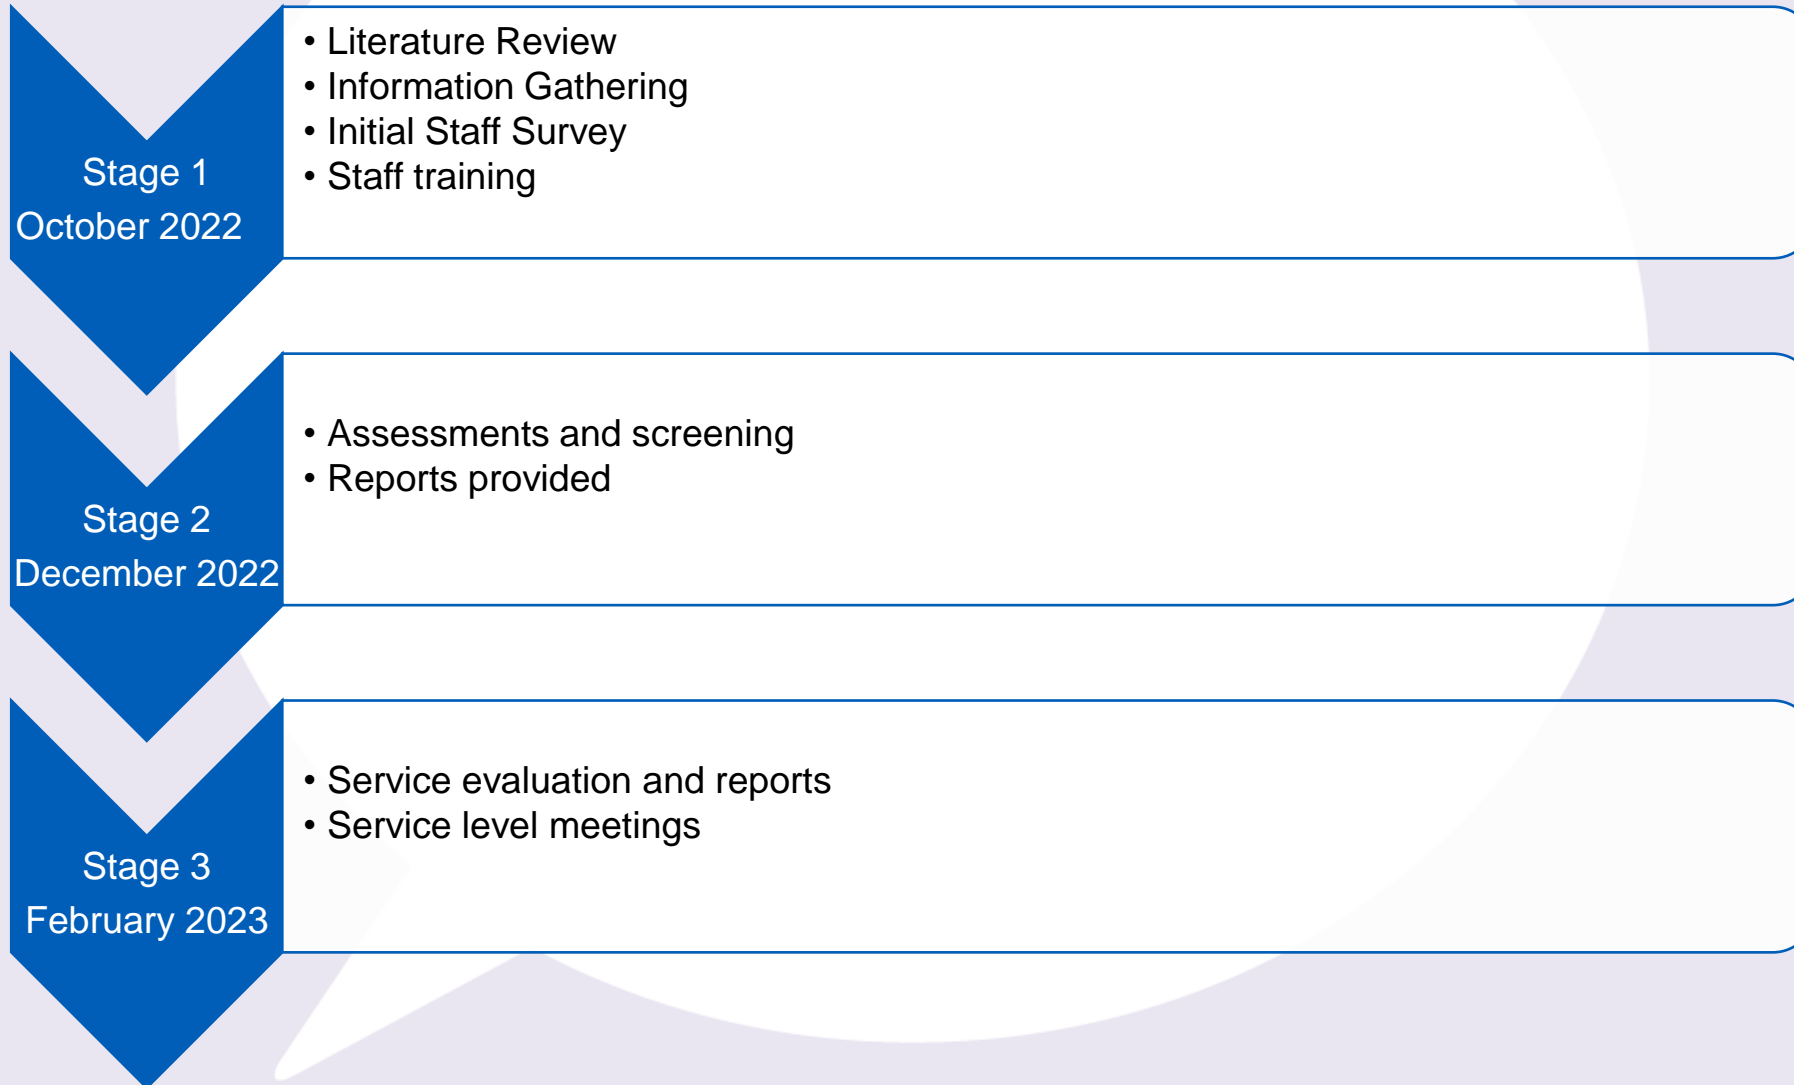 Stage 1
October 2022
• Literature Review
• Information Gathering
• Initial Staff Survey
• Staff training
Stage 2
December 2022
• Assessments and screening
• Reports provided
Stage 3
February 2023
• Service evaluation and reports
• Service level meetings